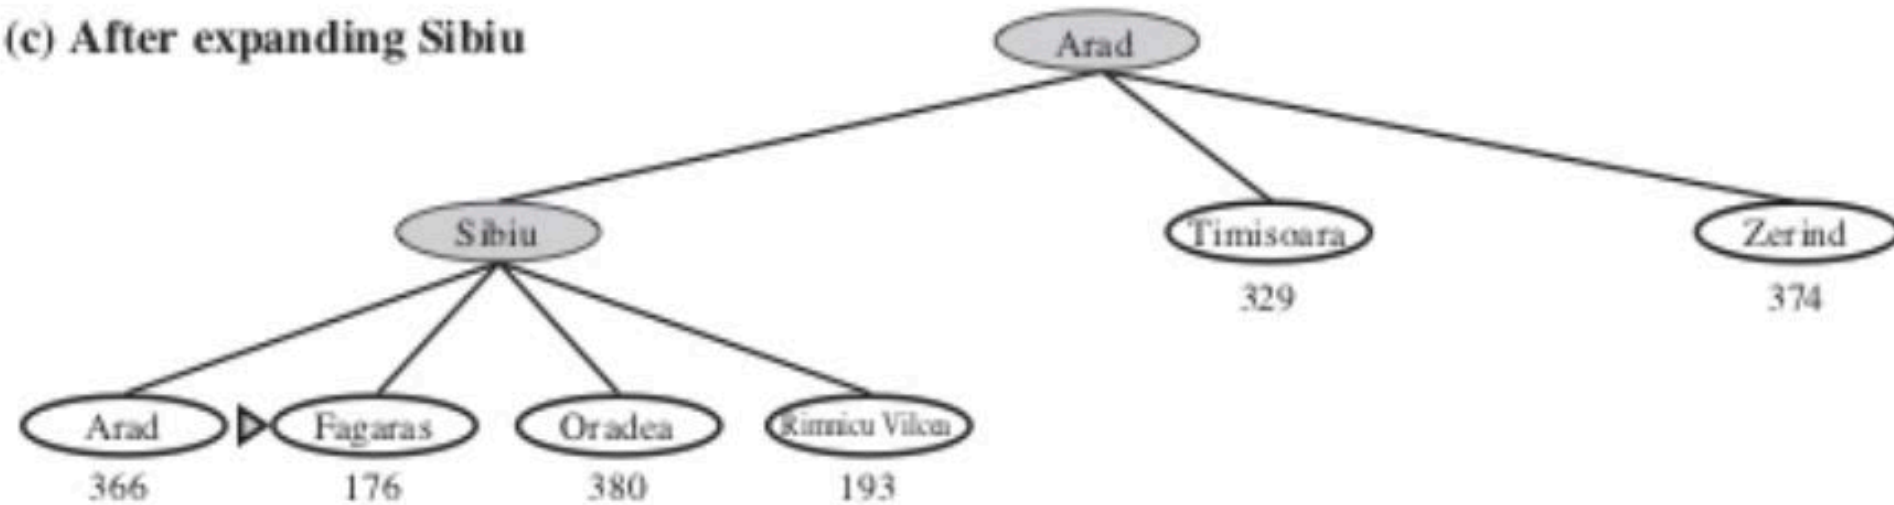 (c) After expanding Sibiu
Arad
Sibiu
Timisoara
Zerind
329
374
Arad
Fagaras
Oradea
Rimnicu Vilcea
366
176
380
193